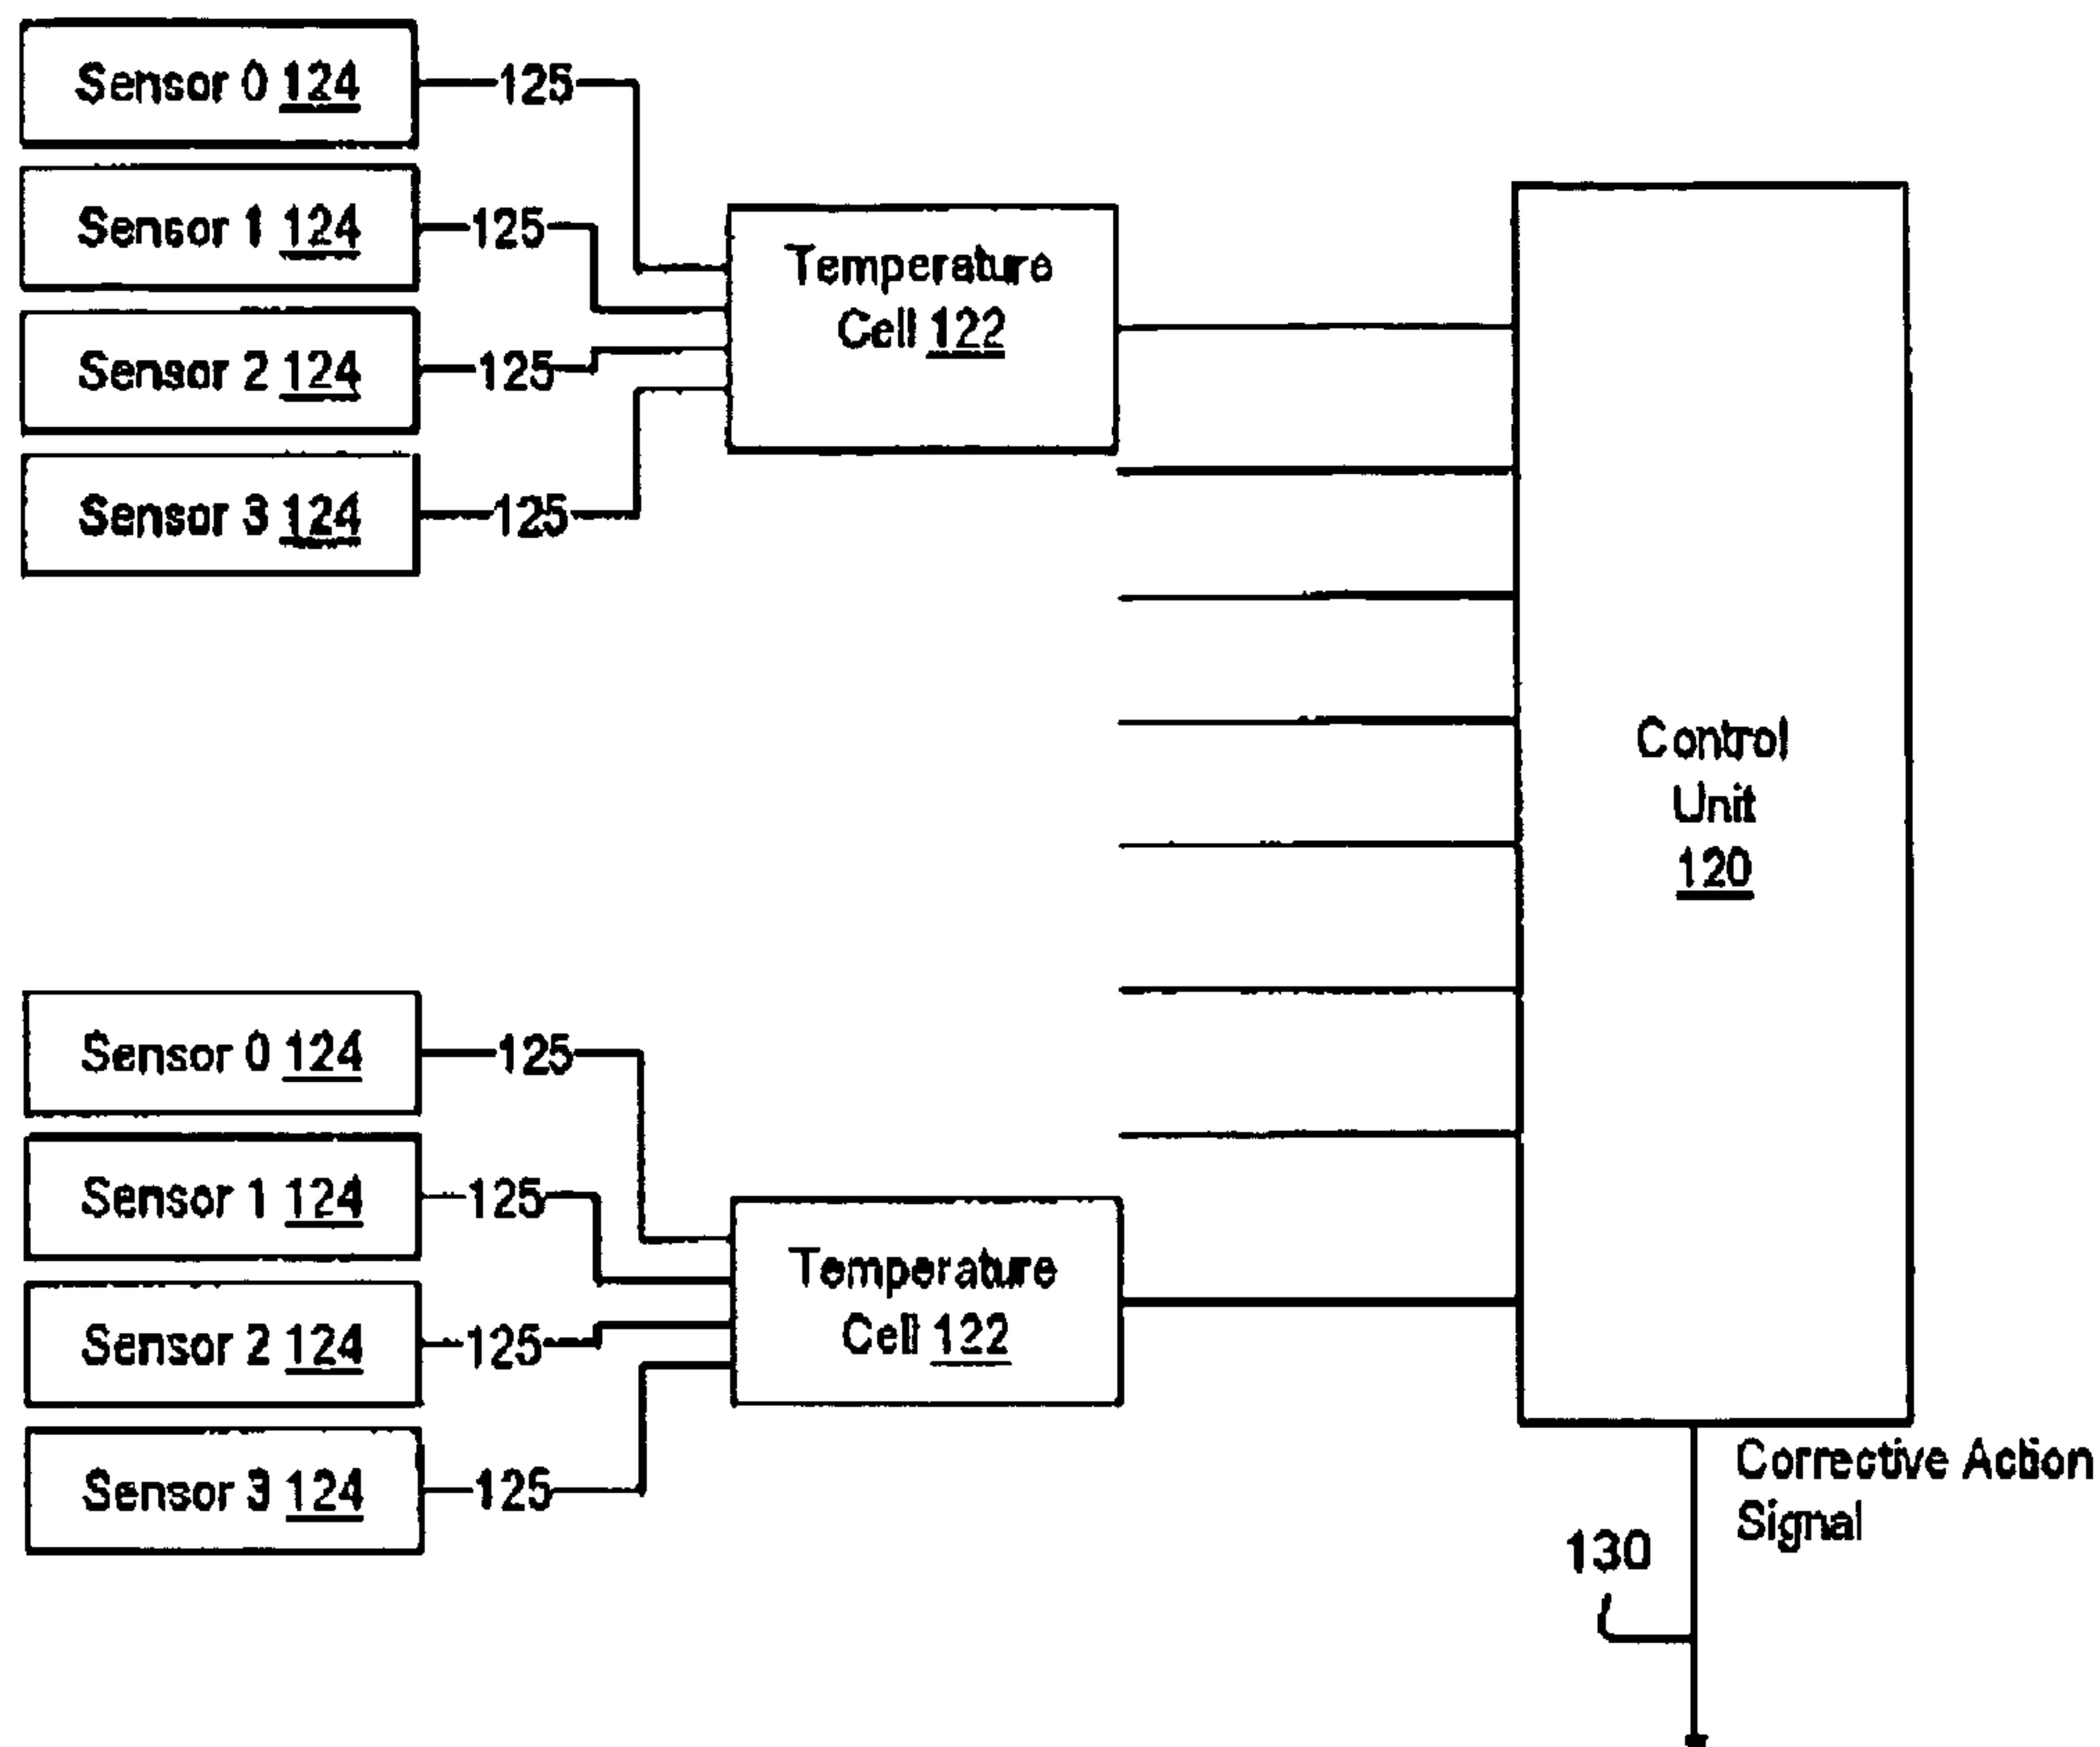 Sensor 0 124
125
Sensor 1 124
125
Sensor 2 124
125
Sensor 3 124
125
Temperature
Cell 122
Control
Unit
120
Sensor 0 124
125
Sensor 1 124
125
Sensor 2 124
125
Sensor 3 124
125
Temperature
Cell 122
Corrective Action
Signal
130